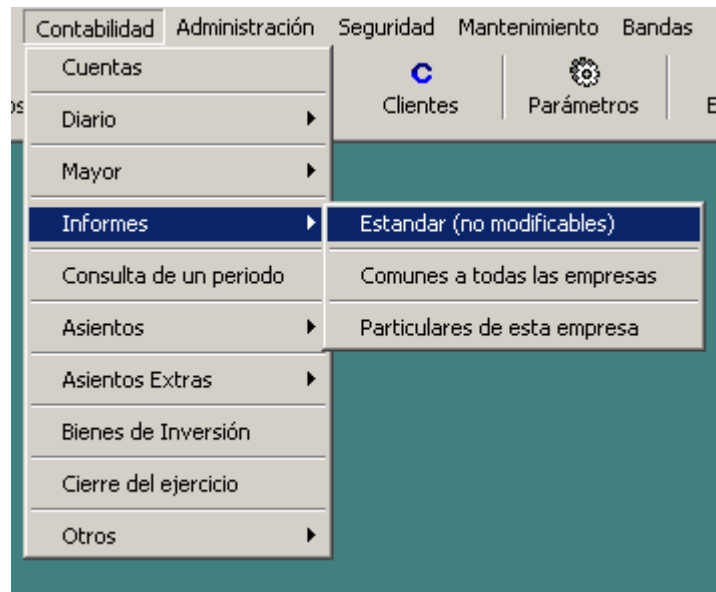 Contabilidad Administración Seguridad Mantenimiento Bandas
Cuentas
C
Clientes Parámetros
Diario
Mayor
Informes
Estandar (no modificables)
Consulta de un periodo
Comunes a todas las empresas
Asientos
Particulares de esta empresa
Asientos Extras
Bienes de Inversión
Cierre del ejercicio
Otros